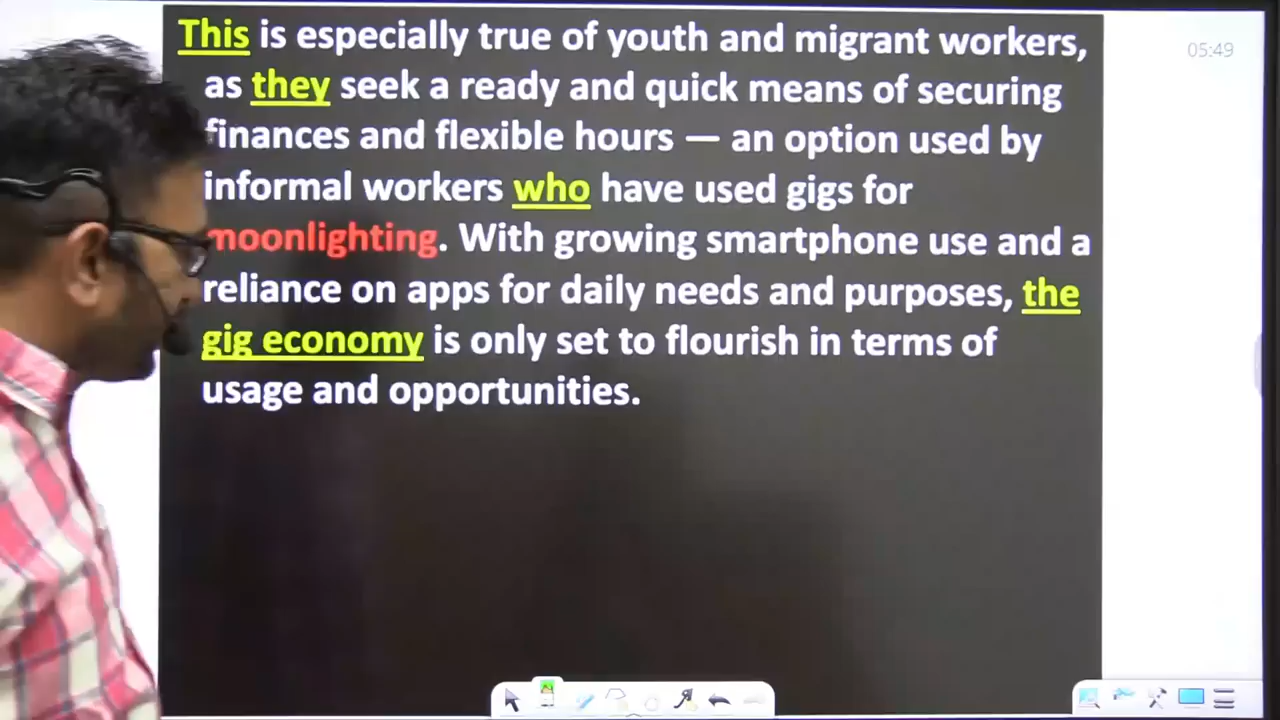 This is especially true of youth and migrant workers,
as they seek a ready and quick means of securing
finances and flexible hours — an option used by
informal workers who have used gigs for
moonlighting. With growing smartphone use and a
reliance on apps for daily needs and purposes, the
gig economy is only set to flourish in terms of
usage and opportunities.
05:49